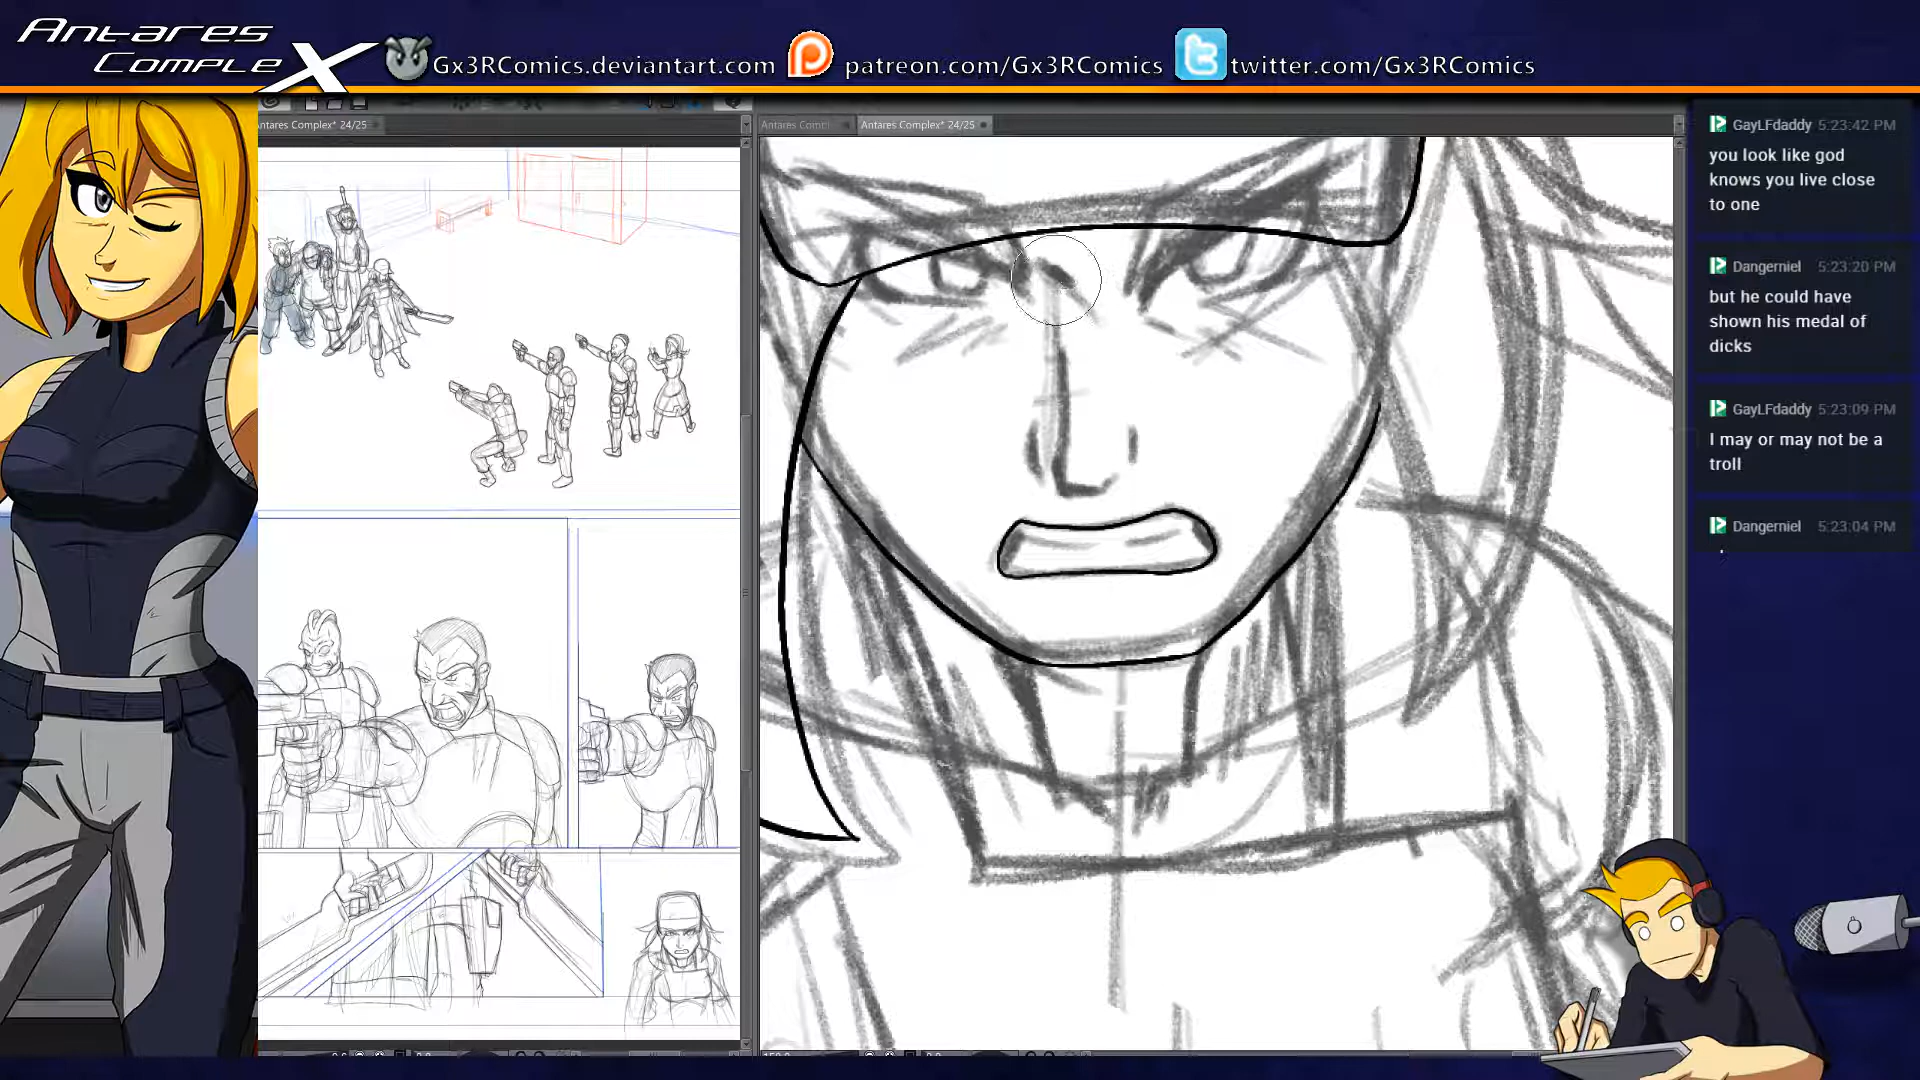 Antares
Complex
Gx3RComics.deviantart.com
patreon.com/Gx3RComics
twitter.com/Gx3RComics
Antares Complex* 24/25
Antares Complex* 24/25
GayLFdaddy 5:23:42 PM
you look like god
knows you live close
to one
Dangerniel 5:23:20 PM
but he could have
shown his medal of
dicks
GayLFdaddy 5:23:09 PM
I may or may not be a
troll
Dangerniel 5:23:04 PM